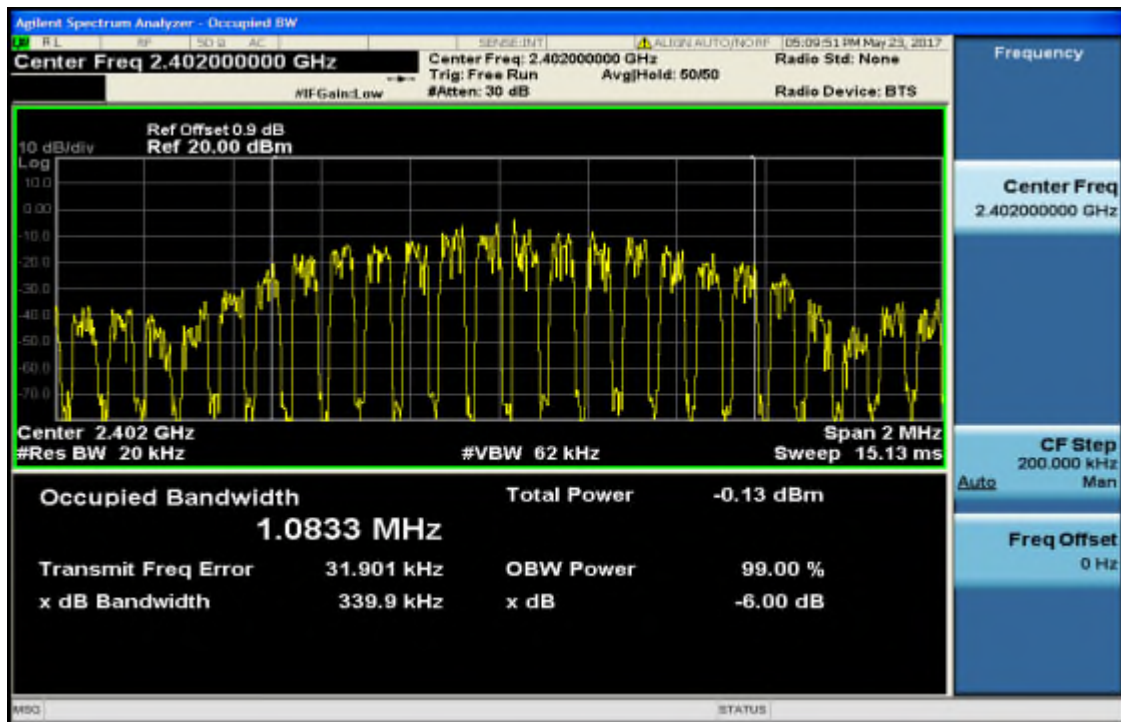 Agilent Spectrum Analyzer - Occupied BW
RL RF 50 Ω AC SENSE:INT ALIGN AUTO/NO RF 05:09:51 PM May 23, 2017
Center Freq 2.402000000 GHz
Center Freq: 2.402000000 GHz
Radio Std: None
Trig: Free Run
Avg|Hold: 50/50
#IFGain:Low
#Atten: 30 dB
Radio Device: BTS
Ref Offset 0.9 dB
10 dB/div
Ref 20.00 dBm
Log
10.0
0.00
-10.0
-20.0
-30.0
-40.0
-50.0
-60.0
-70.0
Center 2.402 GHz
Span 2 MHz
#Res BW 20 kHz
#VBW 62 kHz
Sweep 15.13 ms
Occupied Bandwidth
Total Power -0.13 dBm
1.0833 MHz
Transmit Freq Error 31.901 kHz
OBW Power 99.00 %
x dB Bandwidth 339.9 kHz
x dB -6.00 dB
Frequency
Center Freq
2.402000000 GHz
CF Step
200.000 kHz
Auto Man
Freq Offset
0 Hz
MSG
STATUS